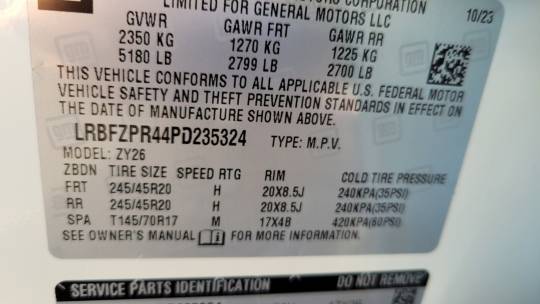 MOTORS CORPORATION
LIMITED FOR GENERAL MOTORS LLC 10/23
GVWR GAWR FRT GAWR RR
2350 KG 1270 KG 1225 KG
5180 LB 2799 LB 2700 LB
THIS VEHICLE CONFORMS TO ALL APPLICABLE U.S. FEDERAL MOTOR
VEHICLE SAFETY AND THEFT PREVENTION STANDARDS IN EFFECT ON
THE DATE OF MANUFACTURE SHOWN ABOVE.
LRBFZPR44PD235324 TYPE: M.P.V.
MODEL: ZY26
ZBDN TIRE SIZE SPEED RTG RIM COLD TIRE PRESSURE
FRT 245/45R20 H 20X8.5J 240KPA(35PSI)
RR 245/45R20 H 20X8.5J 240KPA(35PSI)
SPA T145/70R17 M 17X4B 420KPA(60PSI)
SEE OWNER'S MANUAL FOR MORE INFORMATION.
SERVICE PARTS IDENTIFICATION DO NOT REMOVE